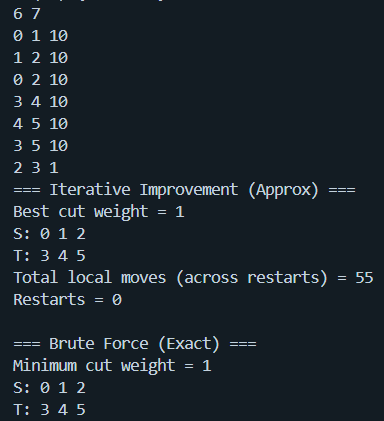 6 7
0 1 10
1 2 10
0 2 10
3 4 10
4 5 10
3 5 10
2 3 1
=== Iterative Improvement (Approx) ===
Best cut weight = 1
S: 0 1 2
T: 3 4 5
Total local moves (across restarts) = 55
Restarts = 0

=== Brute Force (Exact) ===
Minimum cut weight = 1
S: 0 1 2
T: 3 4 5